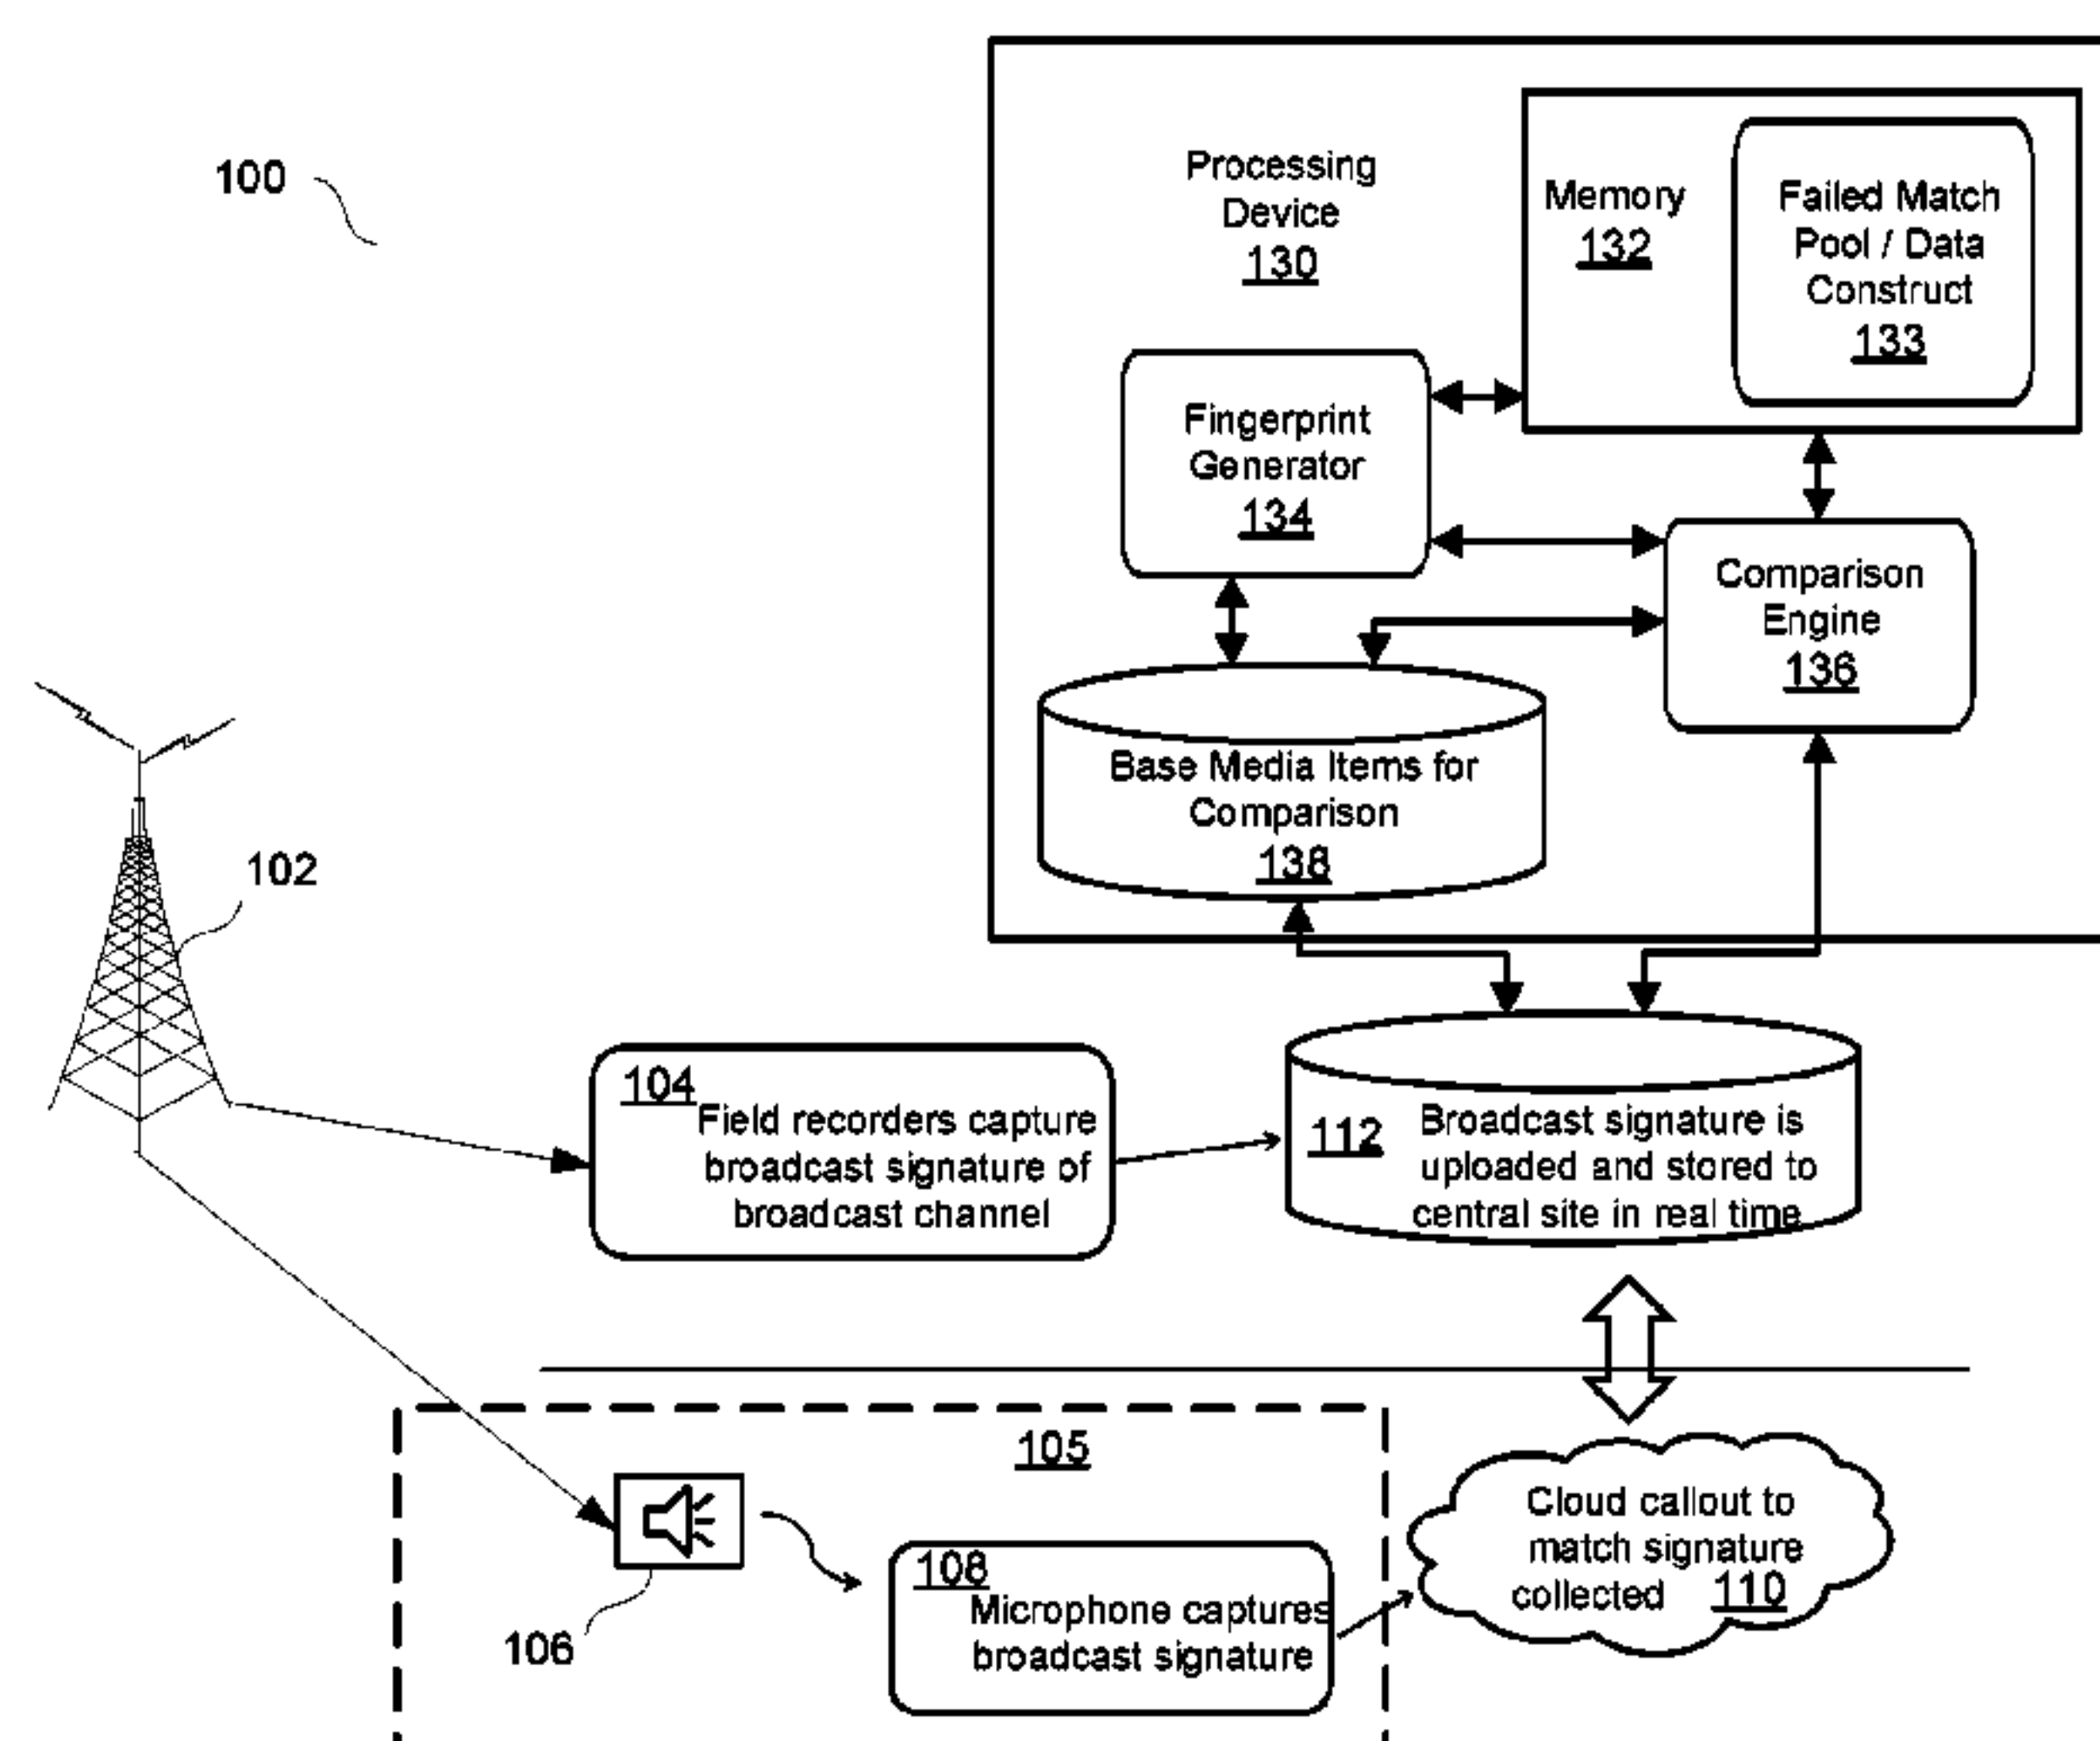 100
Processing
Device
130
Memory
132
Failed Match
Pool / Data
Construct
133
Fingerprint
Generator
134
Comparison
Engine
136
Base Media Items for
Comparison
138
102
104
Field recorders capture
broadcast signature of
broadcast channel
112
Broadcast signature is
uploaded and stored to
central site in real time
105
106
108
Microphone captures
broadcast signature
Cloud callout to
match signature
collected 110